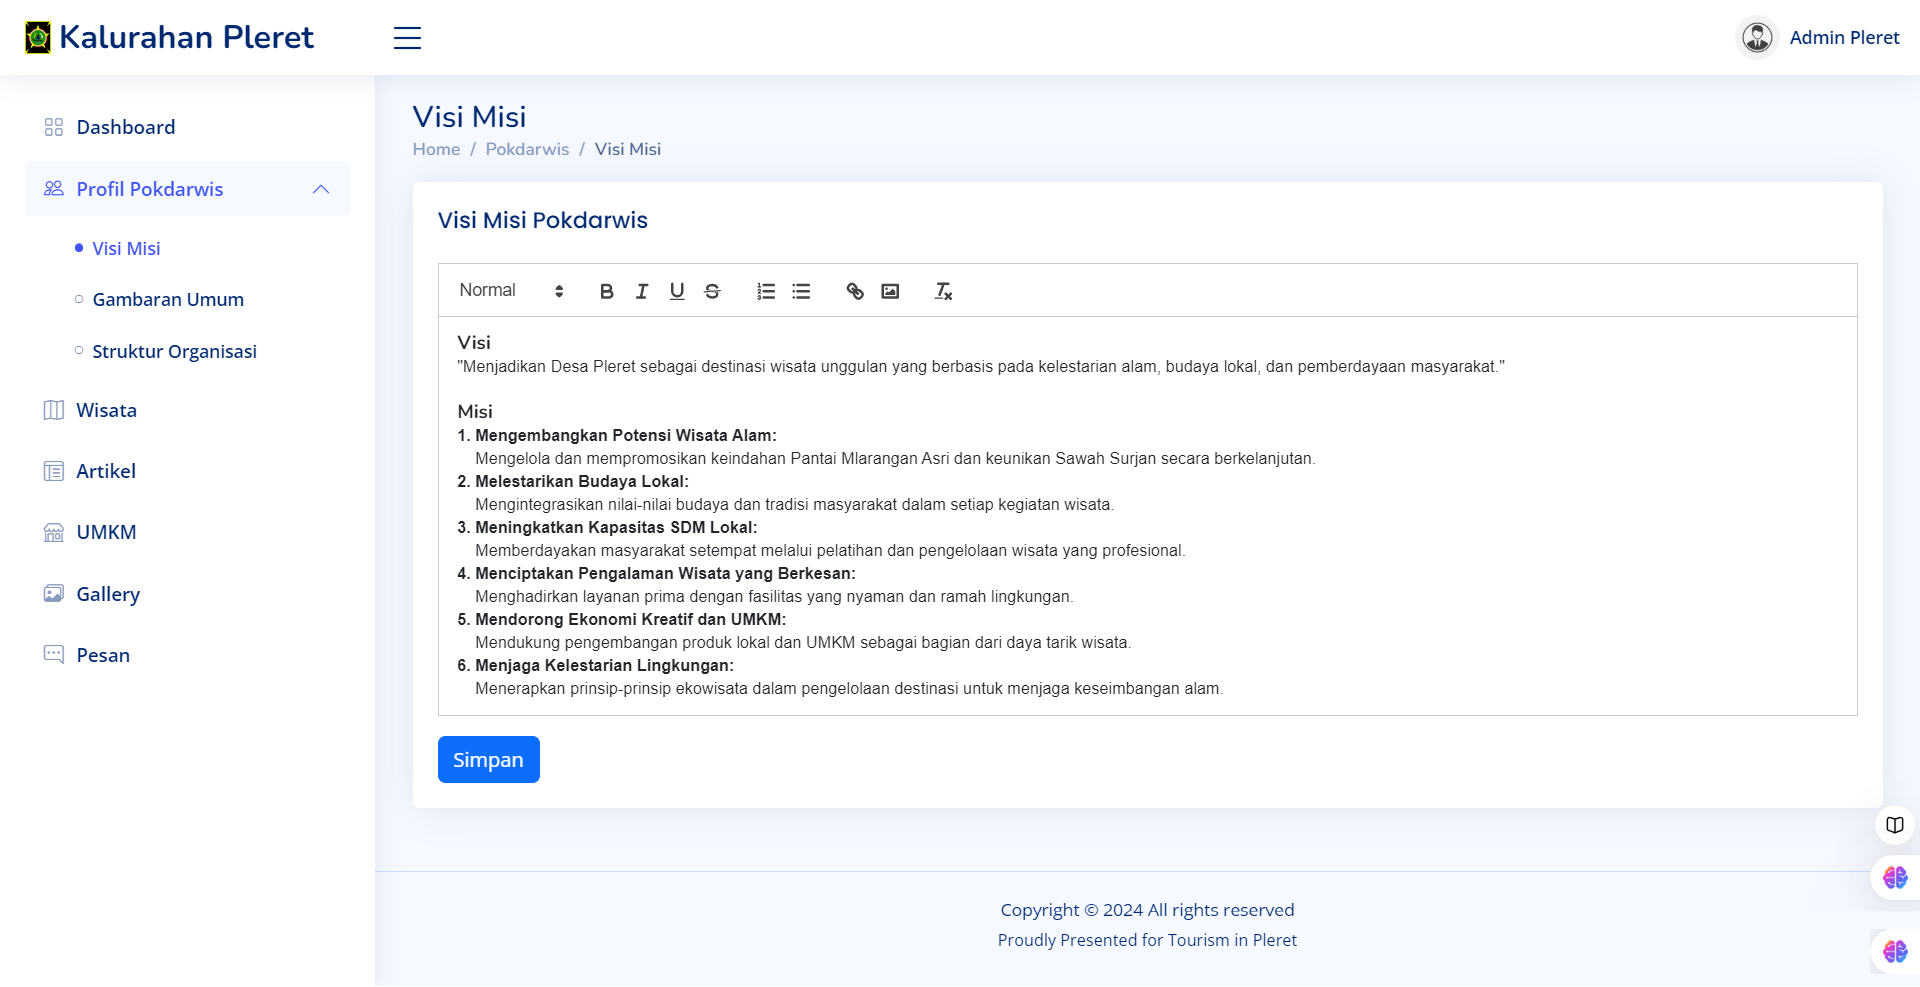 Kalurahan Pleret
Admin Pleret
Dashboard
Profil Pokdarwis
Visi Misi
Gambaran Umum
Struktur Organisasi
Wisata
Artikel
UMKM
Gallery
Pesan
Visi Misi
Home / Pokdarwis / Visi Misi
Visi Misi Pokdarwis
Normal
Visi
"Menjadikan Desa Pleret sebagai destinasi wisata unggulan yang berbasis pada kelestarian alam, budaya lokal, dan pemberdayaan masyarakat."
Misi
1. Mengembangkan Potensi Wisata Alam:
Mengelola dan mempromosikan keindahan Pantai Mlarangan Asri dan keunikan Sawah Surjan secara berkelanjutan.
2. Melestarikan Budaya Lokal:
Mengintegrasikan nilai-nilai budaya dan tradisi masyarakat dalam setiap kegiatan wisata.
3. Meningkatkan Kapasitas SDM Lokal:
Memberdayakan masyarakat setempat melalui pelatihan dan pengelolaan wisata yang profesional.
4. Menciptakan Pengalaman Wisata yang Berkesan:
Menghadirkan layanan prima dengan fasilitas yang nyaman dan ramah lingkungan.
5. Mendorong Ekonomi Kreatif dan UMKM:
Mendukung pengembangan produk lokal dan UMKM sebagai bagian dari daya tarik wisata.
6. Menjaga Kelestarian Lingkungan:
Menerapkan prinsip-prinsip ekowisata dalam pengelolaan destinasi untuk menjaga keseimbangan alam.
Simpan
Copyright © 2024 All rights reserved
Proudly Presented for Tourism in Pleret